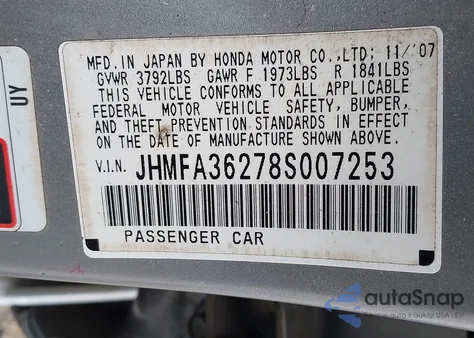 MFD. IN JAPAN BY HONDA MOTOR CO.,LTD; 11/'07
GVWR 3792LBS GAWR F 1973LBS R 1841LBS
THIS VEHICLE CONFORMS TO ALL APPLICABLE
FEDERAL MOTOR VEHICLE SAFETY, BUMPER,
AND THEFT PREVENTION STANDARDS IN EFFECT
ON THE DATE OF MANUFACTURE SHOWN ABOVE.
V.I.N. JHMFA36278S007253
PASSENGER CAR
UY
autoSnap